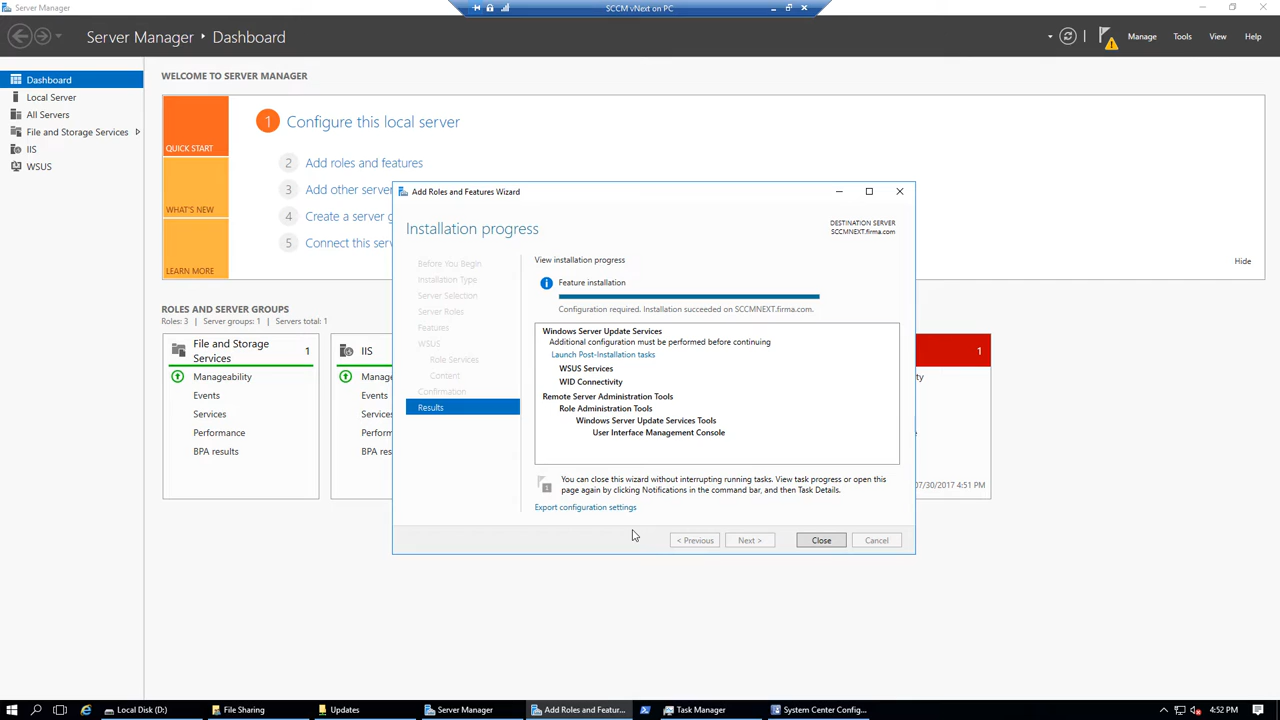 Server Manager
SCCM vNext on PC
Server Manager
Dashboard
Manage
Tools
View
Help
Dashboard
Local Server
All Servers
File and Storage Services
IIS
WSUS
WELCOME TO SERVER MANAGER
QUICK START
WHAT'S NEW
LEARN MORE
1 Configure this local server
2 Add roles and features
3 Add other serve
4 Create a server g
5 Connect this serv
Hide
ROLES AND SERVER GROUPS
Roles: 3 | Server groups: 1 | Servers total: 1
File and Storage Services 1
Manageability
Events
Services
Performance
BPA results
IIS
Manage
Events
Services
Perform
BPA res
1
7/30/2017 4:51 PM
Add Roles and Features Wizard
Installation progress
DESTINATION SERVER
SCCMNEXT.firma.com
Before You Begin
Installation Type
Server Selection
Server Roles
Features
WSUS
Role Services
Content
Confirmation
Results
View installation progress
Feature installation
Configuration required. Installation succeeded on SCCMNEXT.firma.com.
Windows Server Update Services
Additional configuration must be performed before continuing
Launch Post-Installation tasks
WSUS Services
WID Connectivity
Remote Server Administration Tools
Role Administration Tools
Windows Server Update Services Tools
User Interface Management Console
You can close this wizard without interrupting running tasks. View task progress or open this
page again by clicking Notifications in the command bar, and then Task Details.
Export configuration settings
< Previous
Next >
Close
Cancel
Local Disk (D:)
File Sharing
Updates
Server Manager
Add Roles and Featur...
Task Manager
System Center Config...
4:52 PM